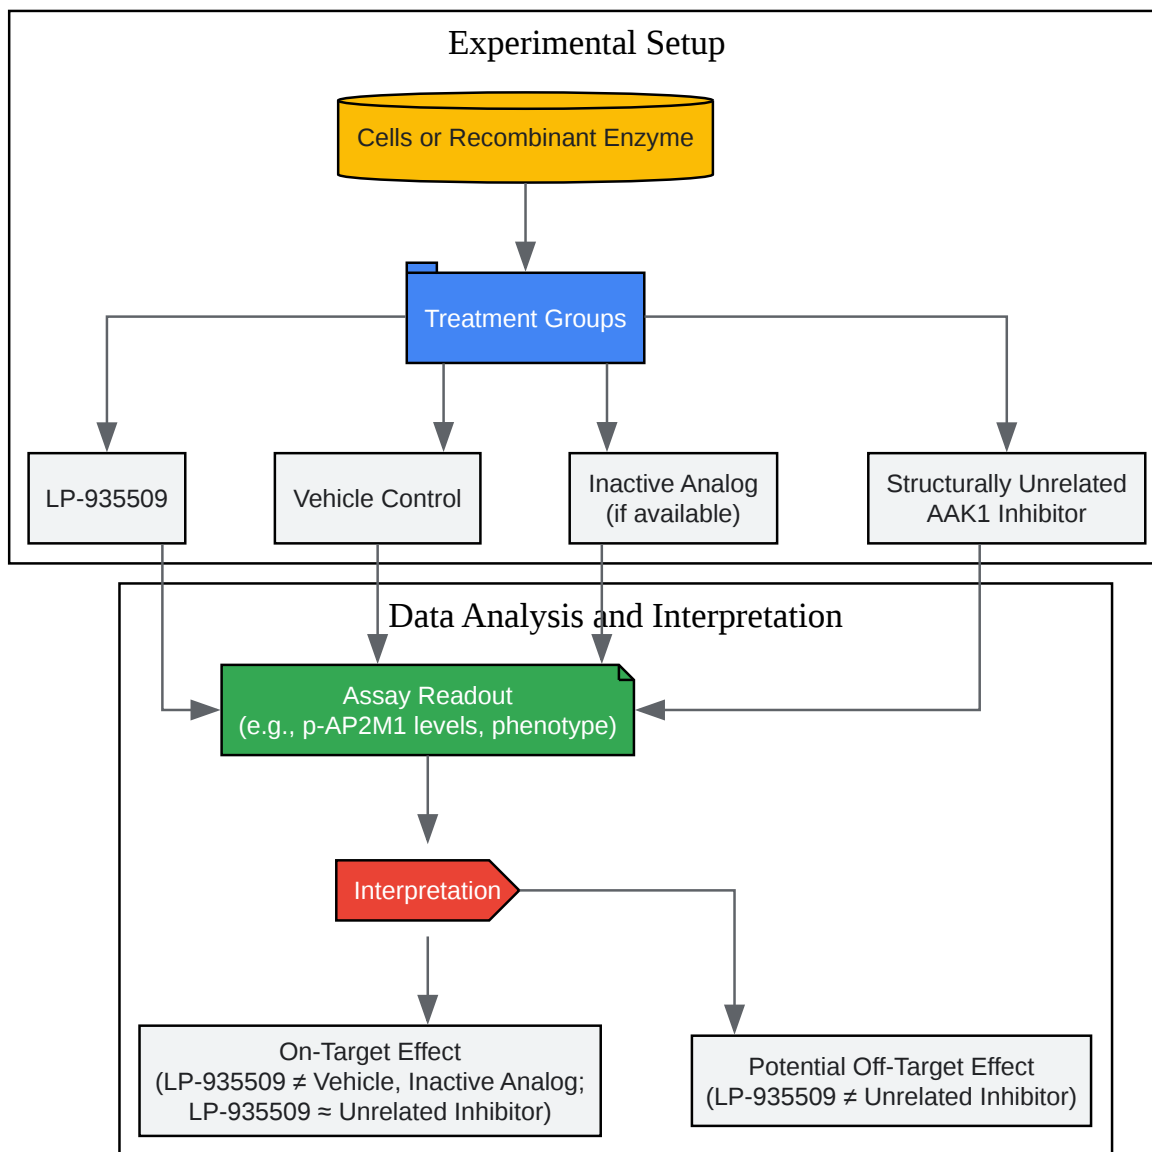 Experimental Setup
Cells or Recombinant Enzyme
Treatment Groups
LP-935509
Vehicle Control
Inactive Analog
(if available)
Structurally Unrelated
AAK1 Inhibitor
Data Analysis and Interpretation
Assay Readout
(e.g., p-AP2M1 levels, phenotype)
Interpretation
On-Target Effect
(LP-935509 ≠ Vehicle, Inactive Analog;
LP-935509 ≈ Unrelated Inhibitor)
Potential Off-Target Effect
(LP-935509 ≠ Unrelated Inhibitor)